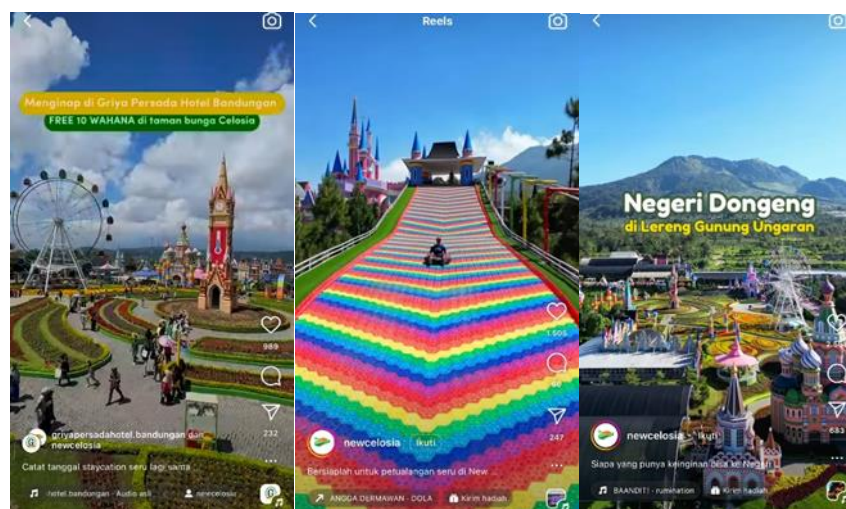 Menginap di Griya Persada Hotel Bandungan
FREE 10 WAHANA di taman bunga Celosia
989
232
griyapersadahotel.bandungan dan
newcelosia
Catat tanggal staycation seru lagi sama
hotel.bandungan · Audio asli
newcelosia
Reels
1.505
247
newcelosia
Ikuti
Bersiaplah untuk petualangan seru di New ...
ANGGA DERMAWAN · DOLA
Kirim hadiah
Negeri Dongeng
di Lereng Gunung Ungaran
683
newcelosia
Ikuti
Siapa yang punya keinginan bisa ke Negeri
BAANDIT! · rumination
Kirim hadiah